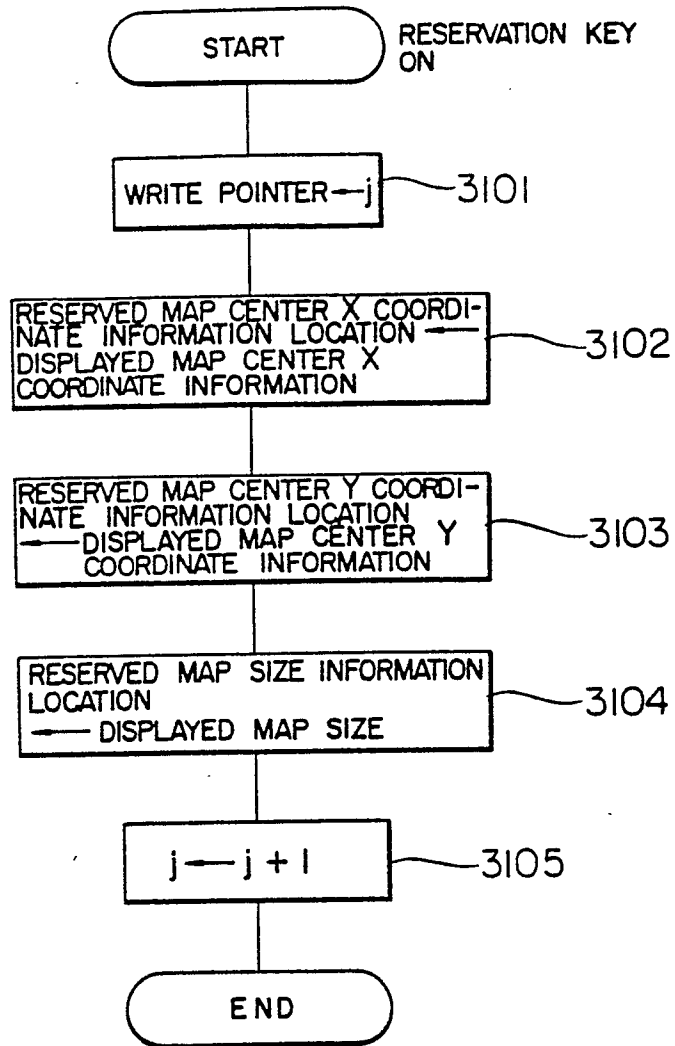 START
RESERVATION KEY
ON
WRITE POINTER ← j
3101
RESERVED MAP CENTER X COORDI-
NATE INFORMATION LOCATION ←
DISPLAYED MAP CENTER X
COORDINATE INFORMATION
3102
RESERVED MAP CENTER Y COORDI-
NATE INFORMATION LOCATION
← DISPLAYED MAP CENTER Y
COORDINATE INFORMATION
3103
RESERVED MAP SIZE INFORMATION
LOCATION
← DISPLAYED MAP SIZE
3104
j ← j + 1
3105
END